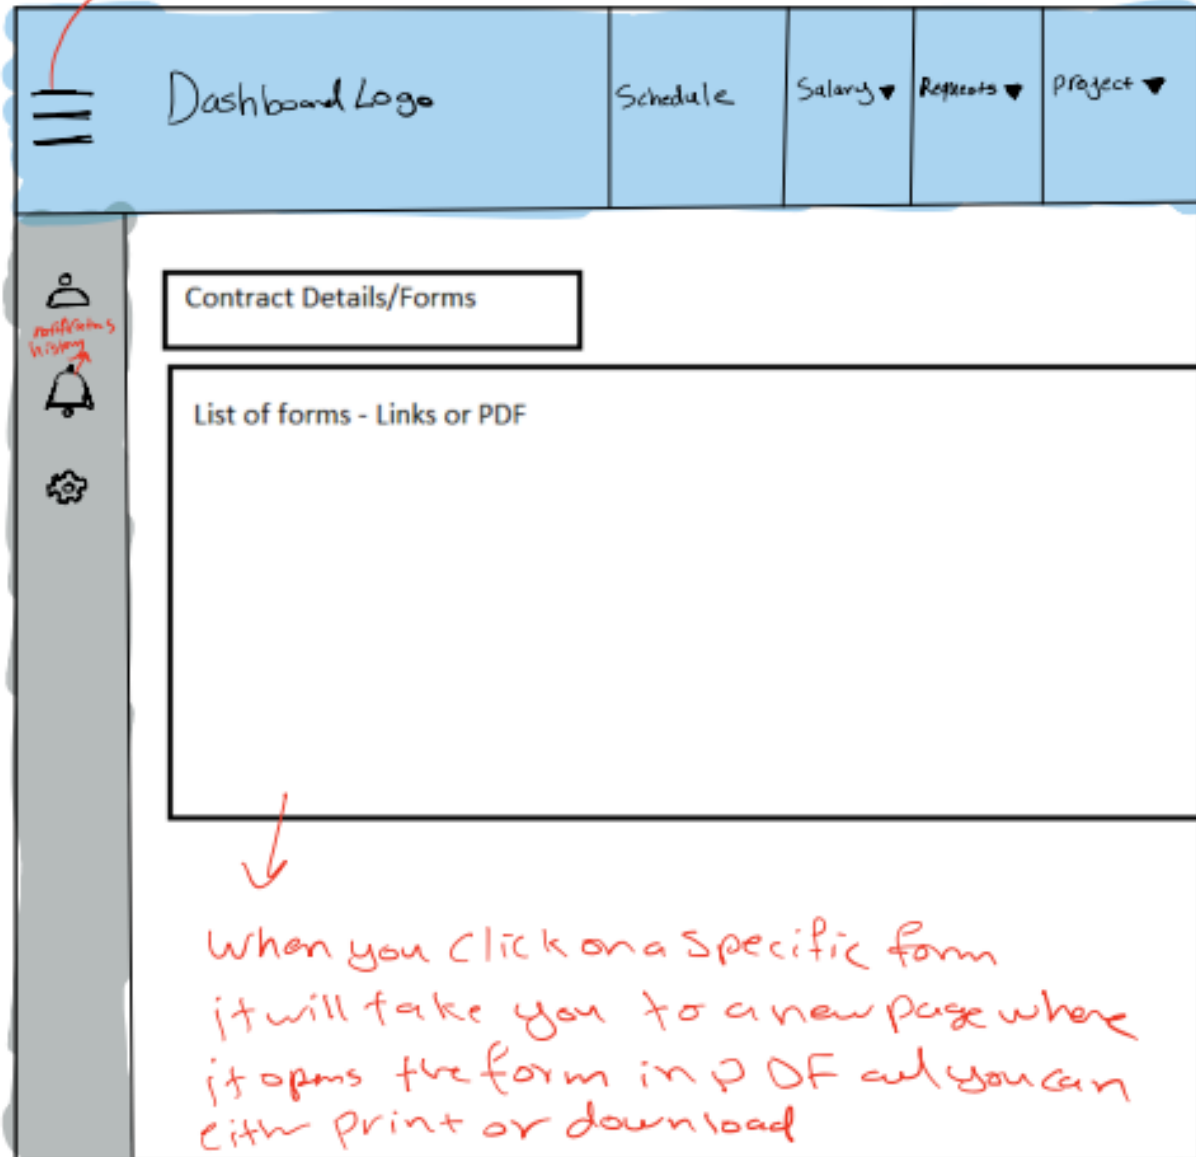 Dashboard Logo
Schedule
Salary
Requests
Project
notifications
history
Contract Details/Forms
List of forms - Links or PDF
When you click on a specific form
it will take you to a new page where
it opens the form in PDF and you can
either print or download